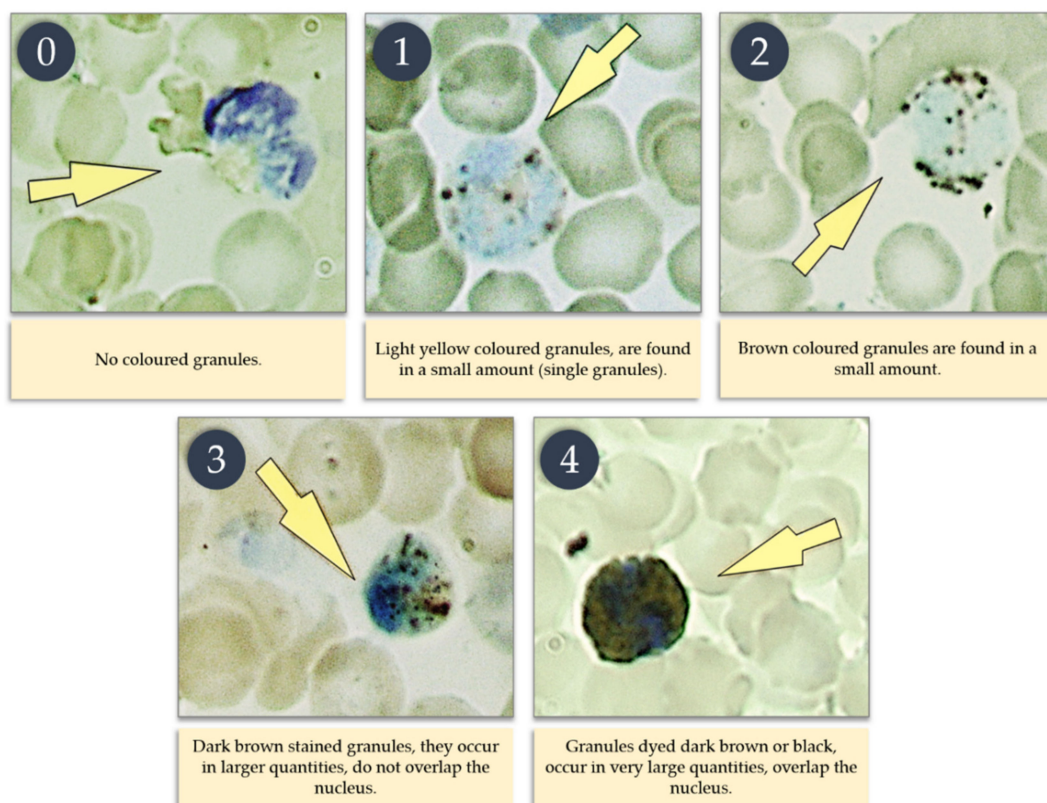 0
1
2
No coloured granules.
Light yellow coloured granules, are found
in a small amount (single granules).
Brown coloured granules are found in a
small amount.
3
4
Dark brown stained granules, they occur
in larger quantities, do not overlap the
nucleus.
Granules dyed dark brown or black,
occur in very large quantities, overlap the
nucleus.